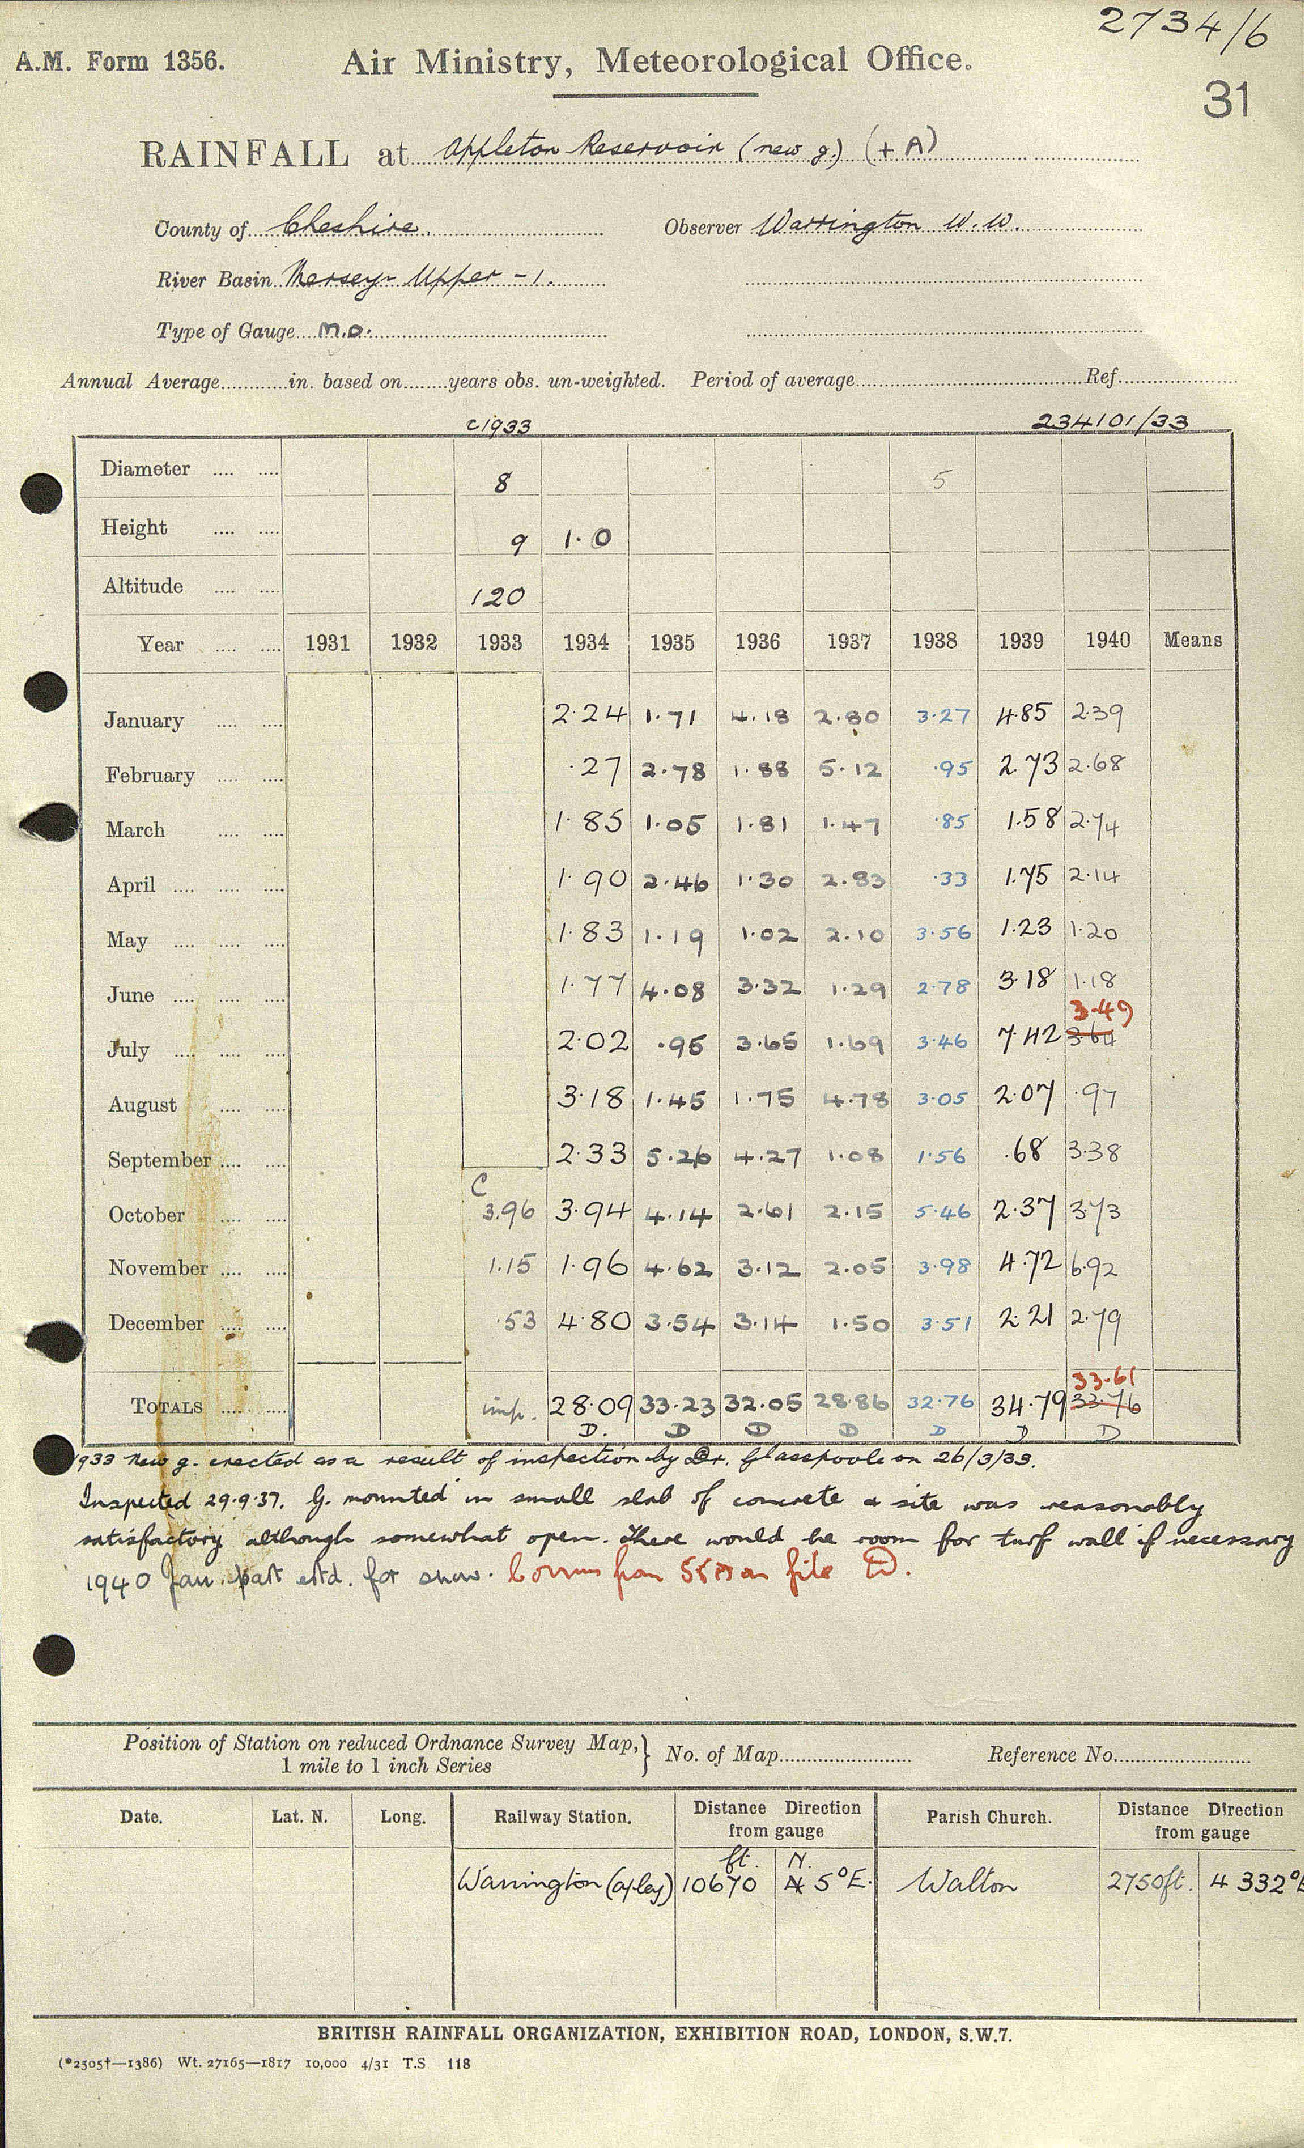 2734/6
A.M. Form 1356. Air Ministry, Meteorological Office.
31
RAINFALL at Appleton Reservoir (new g.) (+A)
County of Cheshire. Observer Warrington W.W.
River Basin Mersey- Upper -1.
Type of Gauge M.O.
Annual Average in. based on years obs. un-weighted. Period of average Ref.
c1933 234101/33
Diameter 8 5
Height 9 1.0
Altitude 120
Year 1931 1932 1933 1934 1935 1936 1937 1938 1939 1940 Means
January 2.24 1.71 4.18 2.80 3.27 4.85 2.39
February .27 2.78 1.88 5.12 .95 2.73 2.68
March 1.85 1.05 1.81 1.47 .85 1.58 2.74
April 1.90 2.46 1.30 2.83 .33 1.75 2.14
May 1.83 1.19 1.02 2.10 3.56 1.23 1.20
June 1.77 4.08 3.32 1.29 2.78 3.18 1.18
3.49
July 2.02 .95 3.65 1.69 3.46 7.42 3.64
August 3.18 1.45 1.75 4.78 3.05 2.07 .97
September 2.33 5.26 4.27 1.08 1.56 .68 3.38
C
October 3.96 3.94 4.14 2.61 2.15 5.46 2.37 3.73
November 1.15 1.96 4.62 3.12 2.05 3.98 4.72 6.92
December .53 4.80 3.54 3.14 1.50 3.51 2.21 2.79
33.61
TOTALS imp. 28.09 33.23 32.05 28.86 32.76 34.79 33.76
D. D D D D D D
933 New g. erected as a result of inspection by Dr. Glasspoole on 26/3/33.
Inspected 29.9.37. G. mounted in small slab of concrete & site was reasonably
satisfactory although somewhat open. There would be room for turf wall if necessary
1940 Jan. part estd. for snow. from on file D.
Position of Station on reduced Ordnance Survey Map, } No. of Map Reference No.
1 mile to 1 inch Series
Date. Lat. N. Long. Railway Station. Distance Direction from gauge Parish Church. Distance Direction from gauge
ft. N.
Warrington 10670 5°E. Walton 2750ft. 332°
BRITISH RAINFALL ORGANIZATION, EXHIBITION ROAD, LONDON, S.W.7.
(*2505†—1386) Wt. 27165—1817 10,000 4/31 T.S 118